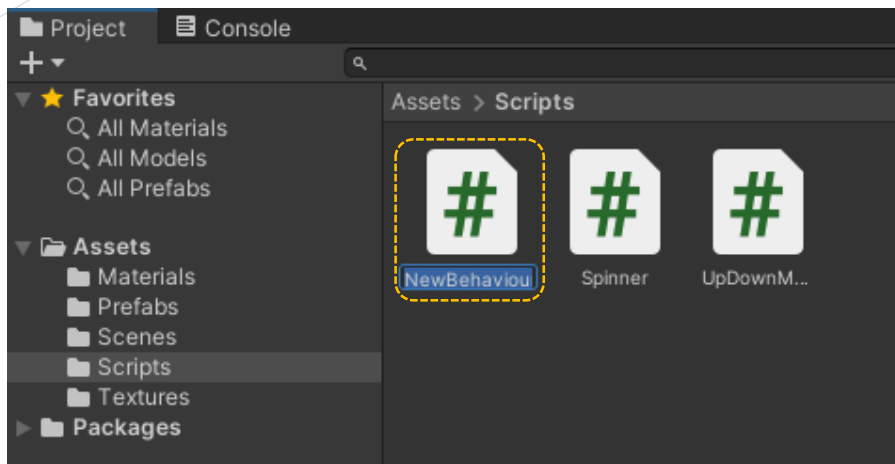 Project
Console
Favorites
All Materials
All Models
All Prefabs
Assets
Materials
Prefabs
Scenes
Scripts
Textures
Packages
Assets > Scripts
#
#
#
NewBehaviou
Spinner
UpDownM...